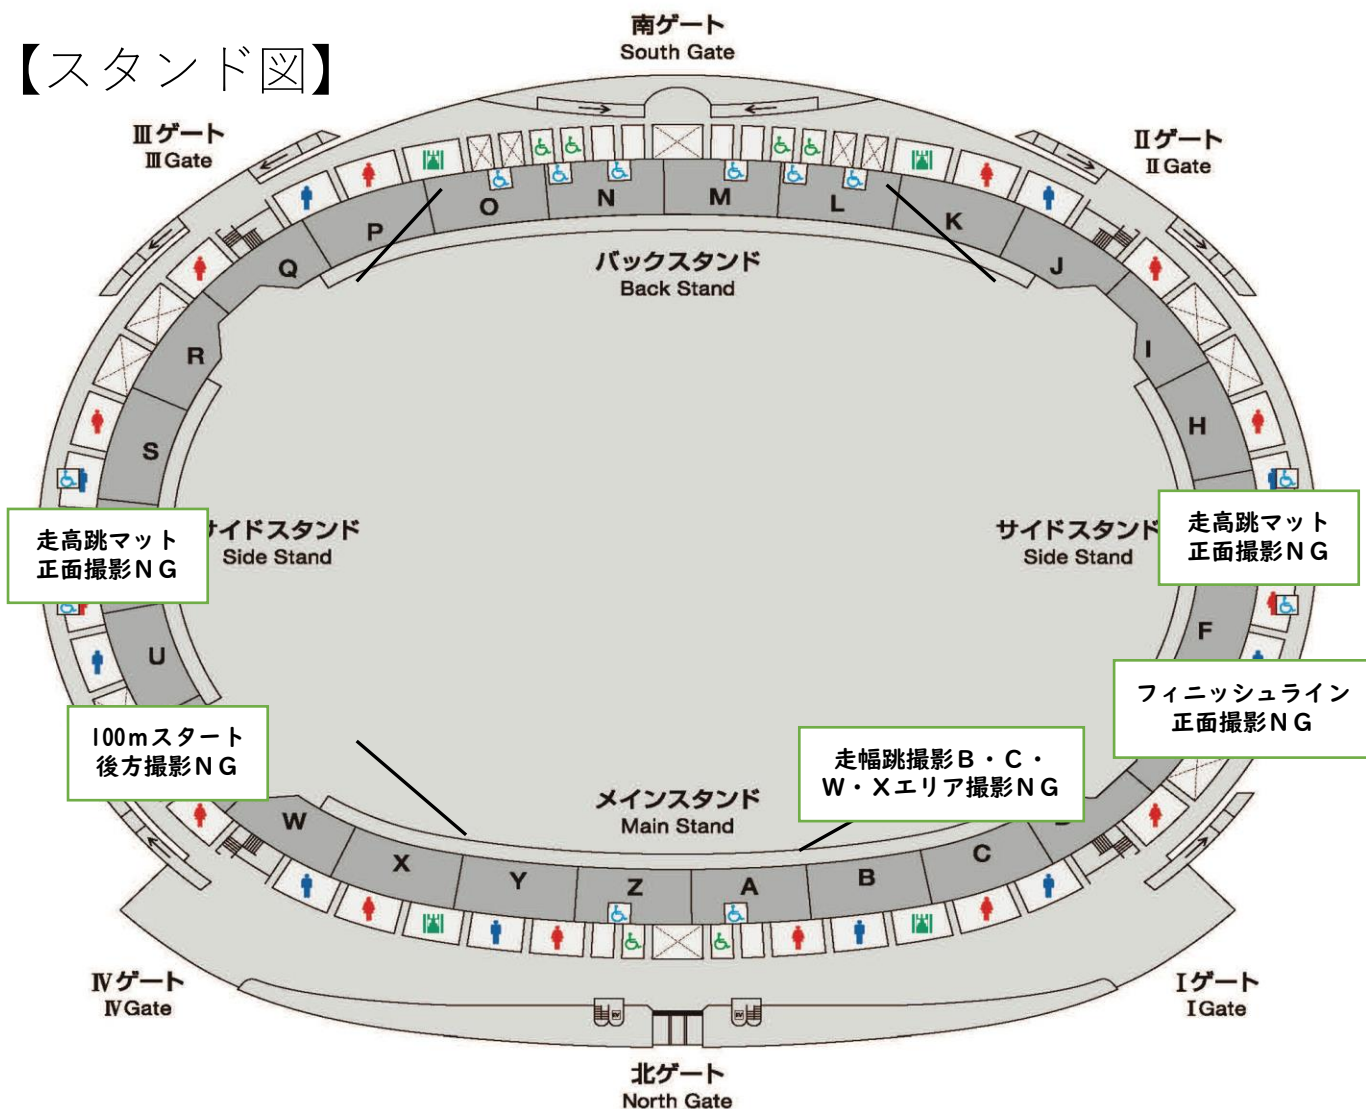 【スタンド図】
南ゲート
South Gate
Ⅲゲート
Ⅲ Gate
Ⅱゲート
Ⅱ Gate
O
N
M
L
P
K
Q
J
バックスタンド
Back Stand
R
I
S
H
走高跳マット
正面撮影ＮＧ
サイドスタンド
Side Stand
サイドスタンド
Side Stand
走高跳マット
正面撮影ＮＧ
U
F
100mスタート
後方撮影ＮＧ
フィニッシュライン
正面撮影ＮＧ
走幅跳撮影Ｂ・Ｃ・
Ｗ・Ｘエリア撮影ＮＧ
メインスタンド
Main Stand
W
X
Y
Z
A
B
C
Ⅳゲート
Ⅳ Gate
Ⅰゲート
Ⅰ Gate
EV
EV
北ゲート
North Gate